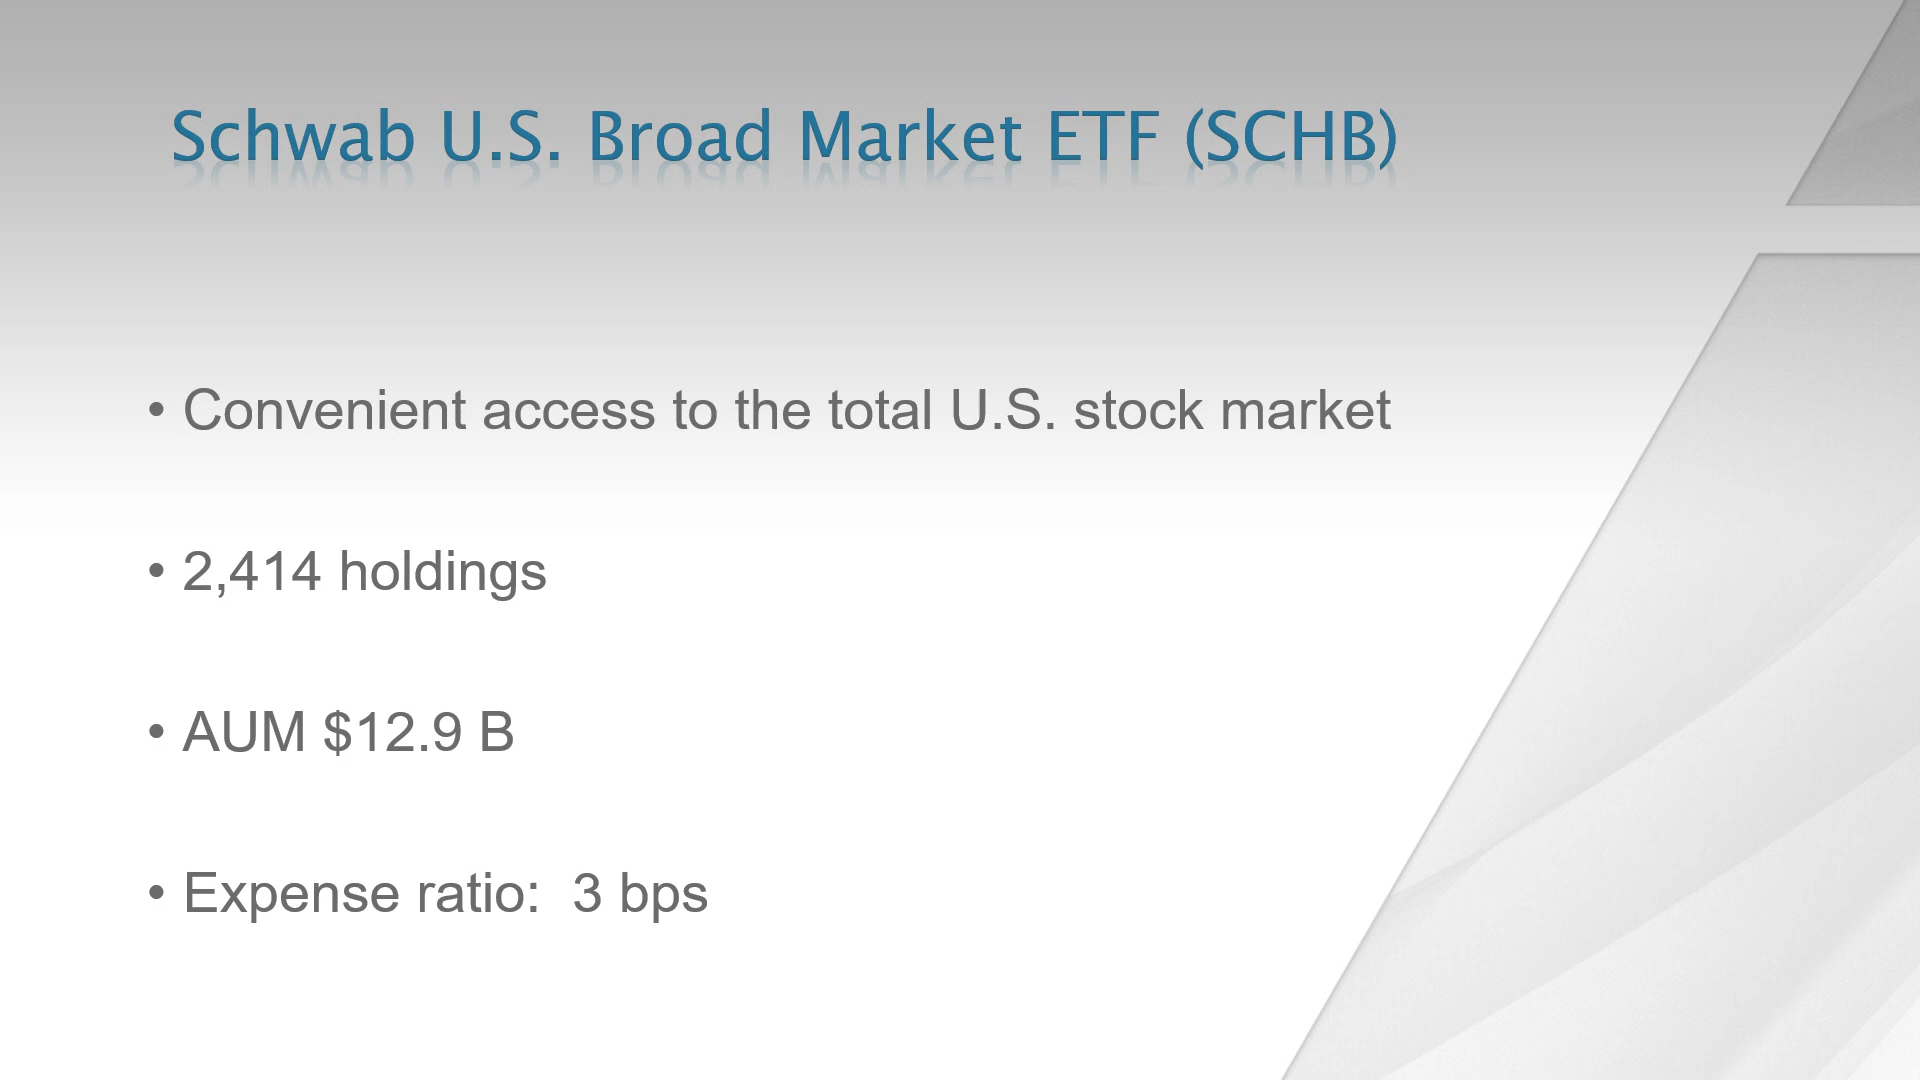 Schwab U.S. Broad Market ETF (SCHB)
• Convenient access to the total U.S. stock market
• 2,414 holdings
• AUM $12.9 B
• Expense ratio:  3 bps